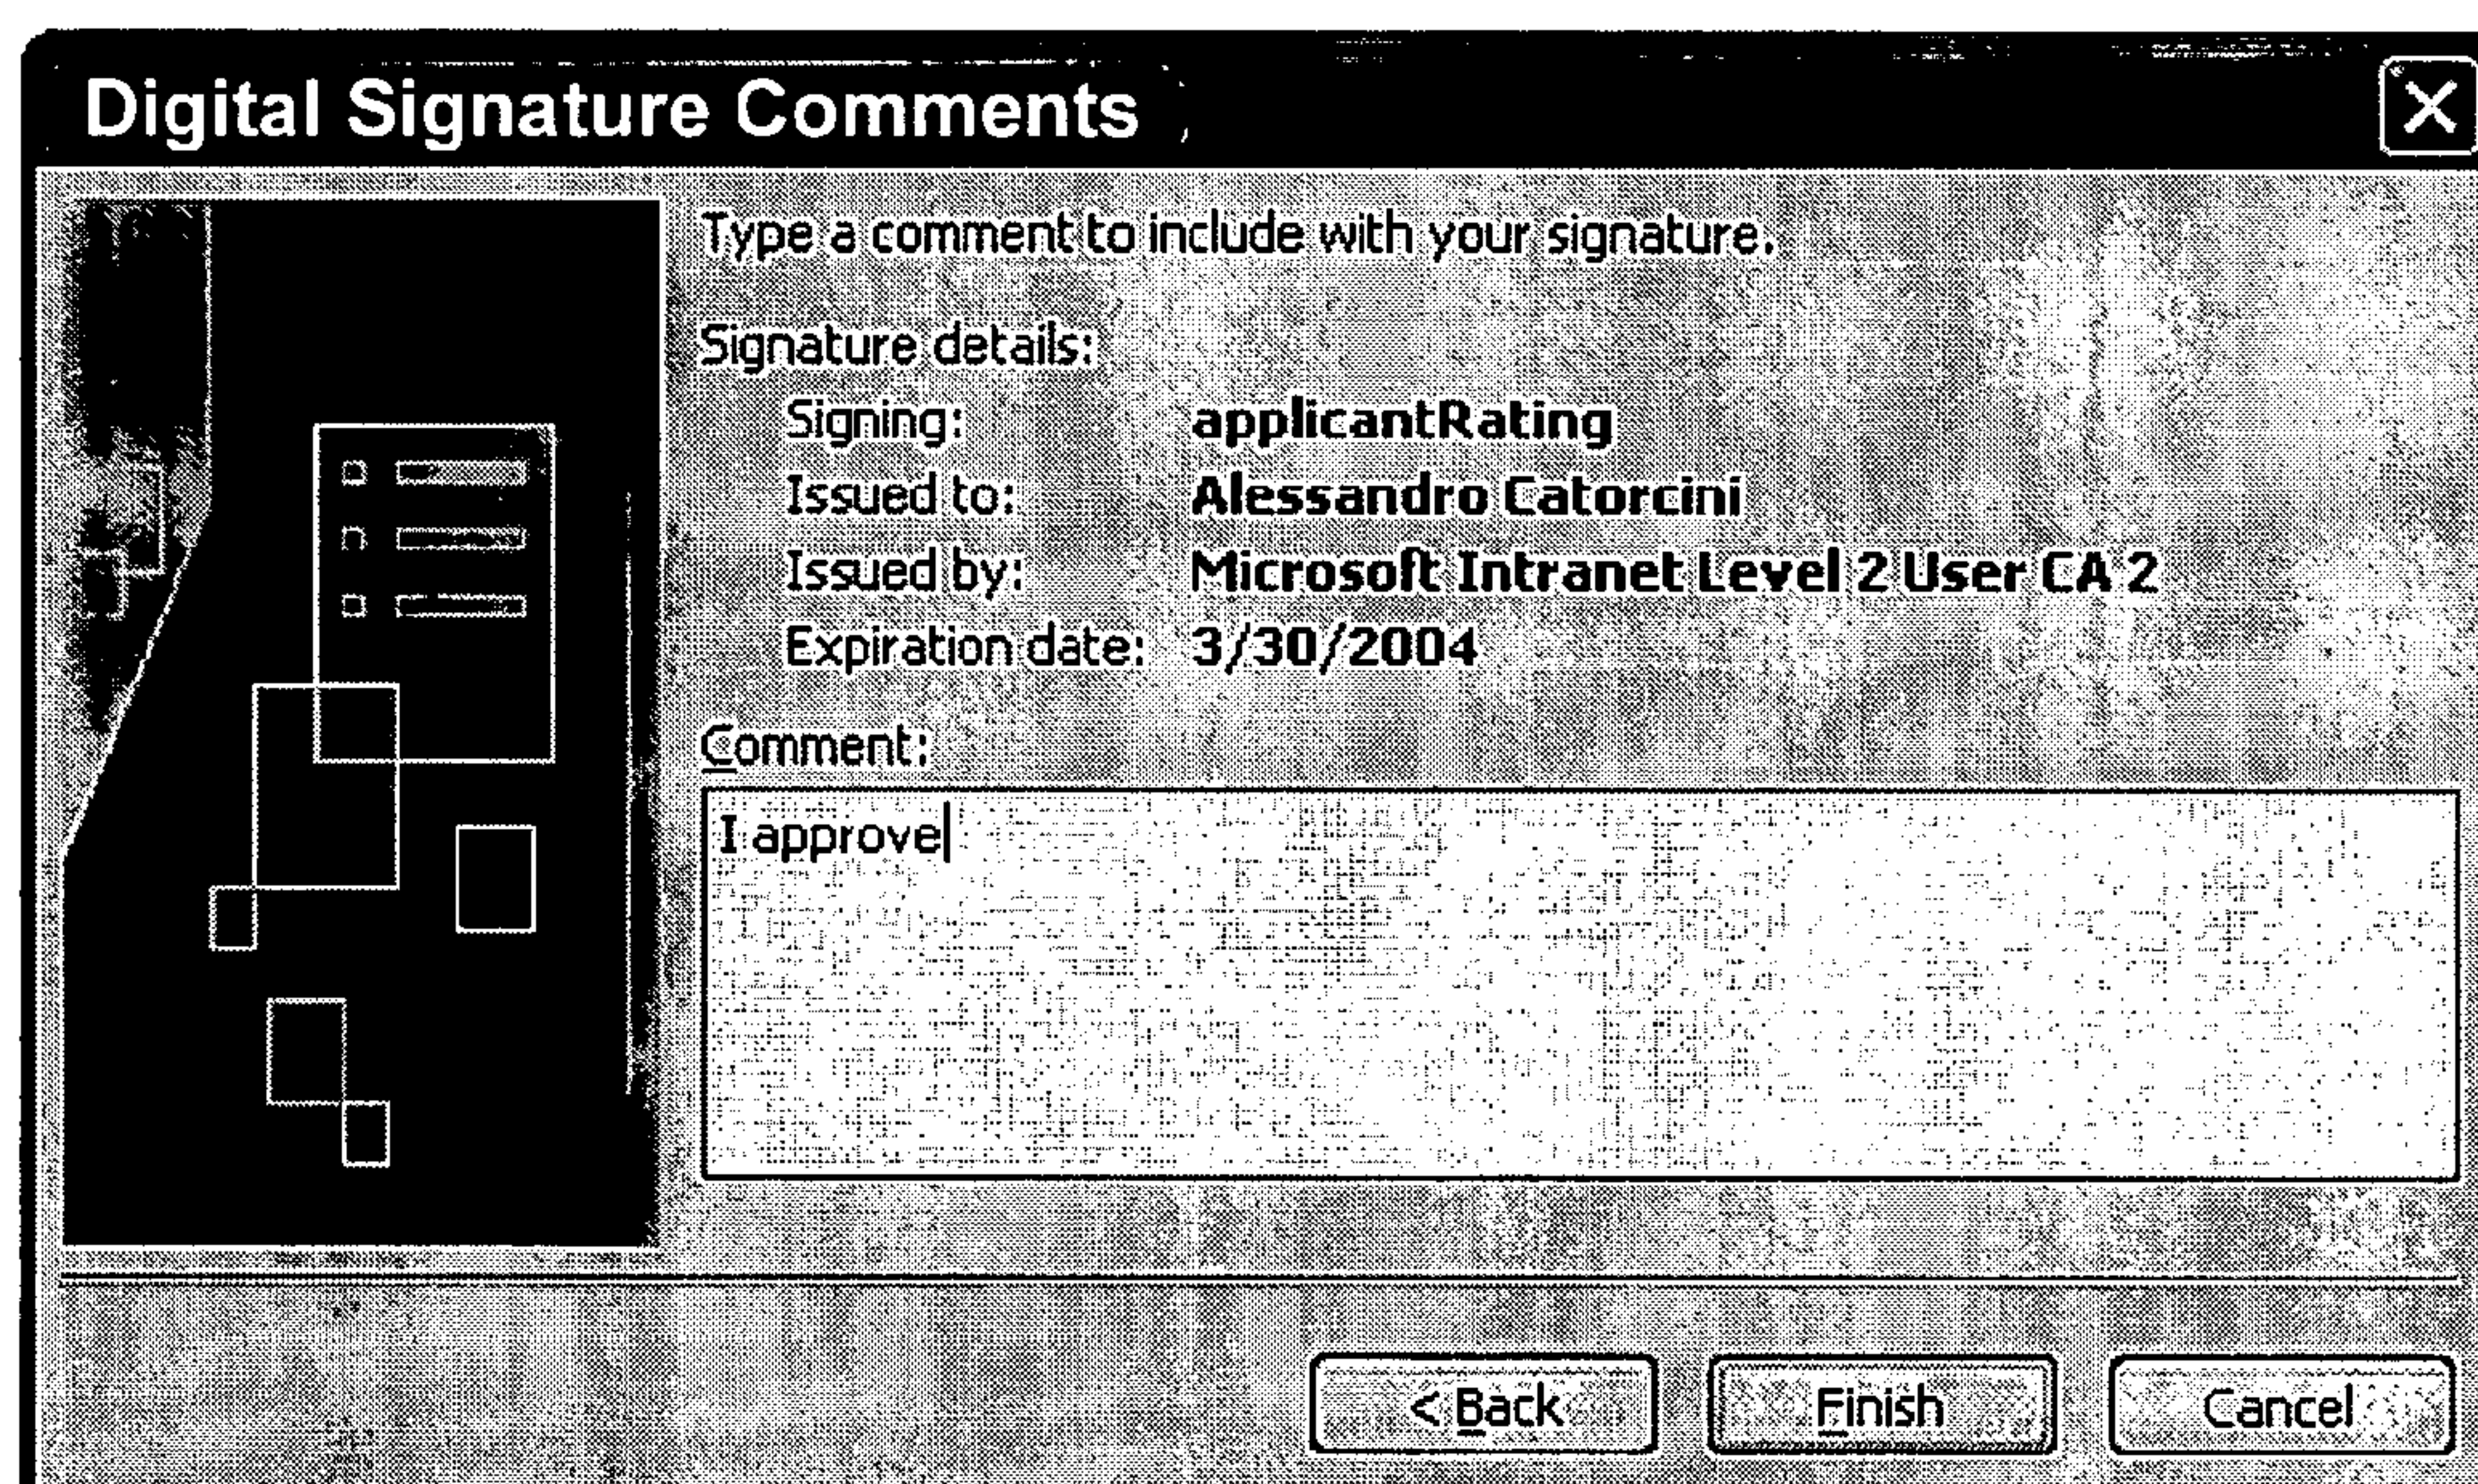 Digital Signature Comments
Type a comment to include with your signature.
Signature details:
Signing: applicantRating
Issued to: Alessandro Catorcini
Issued by: Microsoft Intranet Level 2 User CA 2
Expiration date: 3/30/2004
Comment:
I approve
< Back Finish Cancel